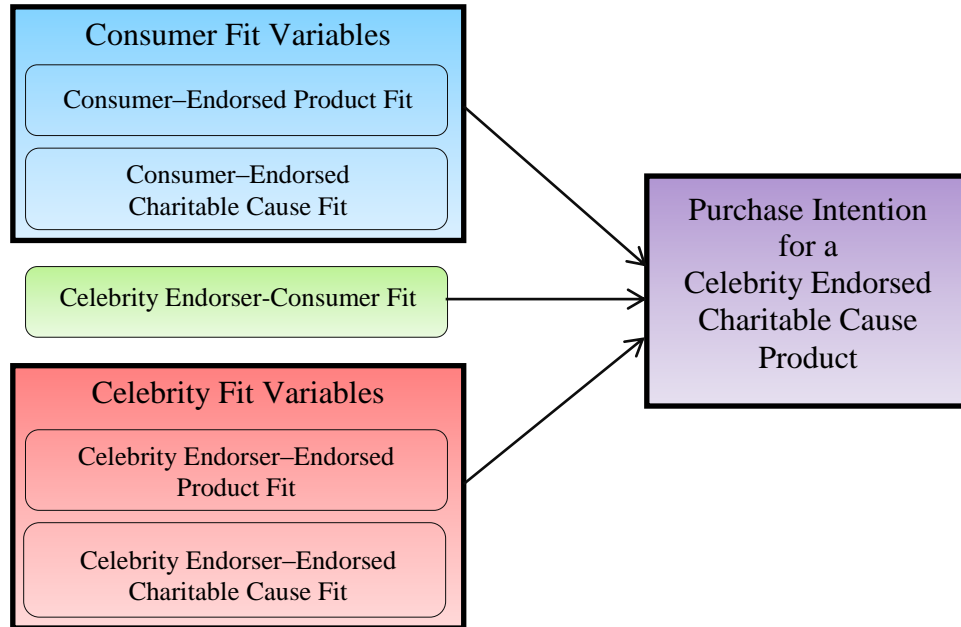 Consumer Fit Variables
Consumer–Endorsed Product Fit
Consumer–Endorsed
Charitable Cause Fit
Celebrity Endorser-Consumer Fit
Celebrity Fit Variables
Celebrity Endorser–Endorsed
Product Fit
Celebrity Endorser–Endorsed
Charitable Cause Fit
Purchase Intention
for a
Celebrity Endorsed
Charitable Cause
Product